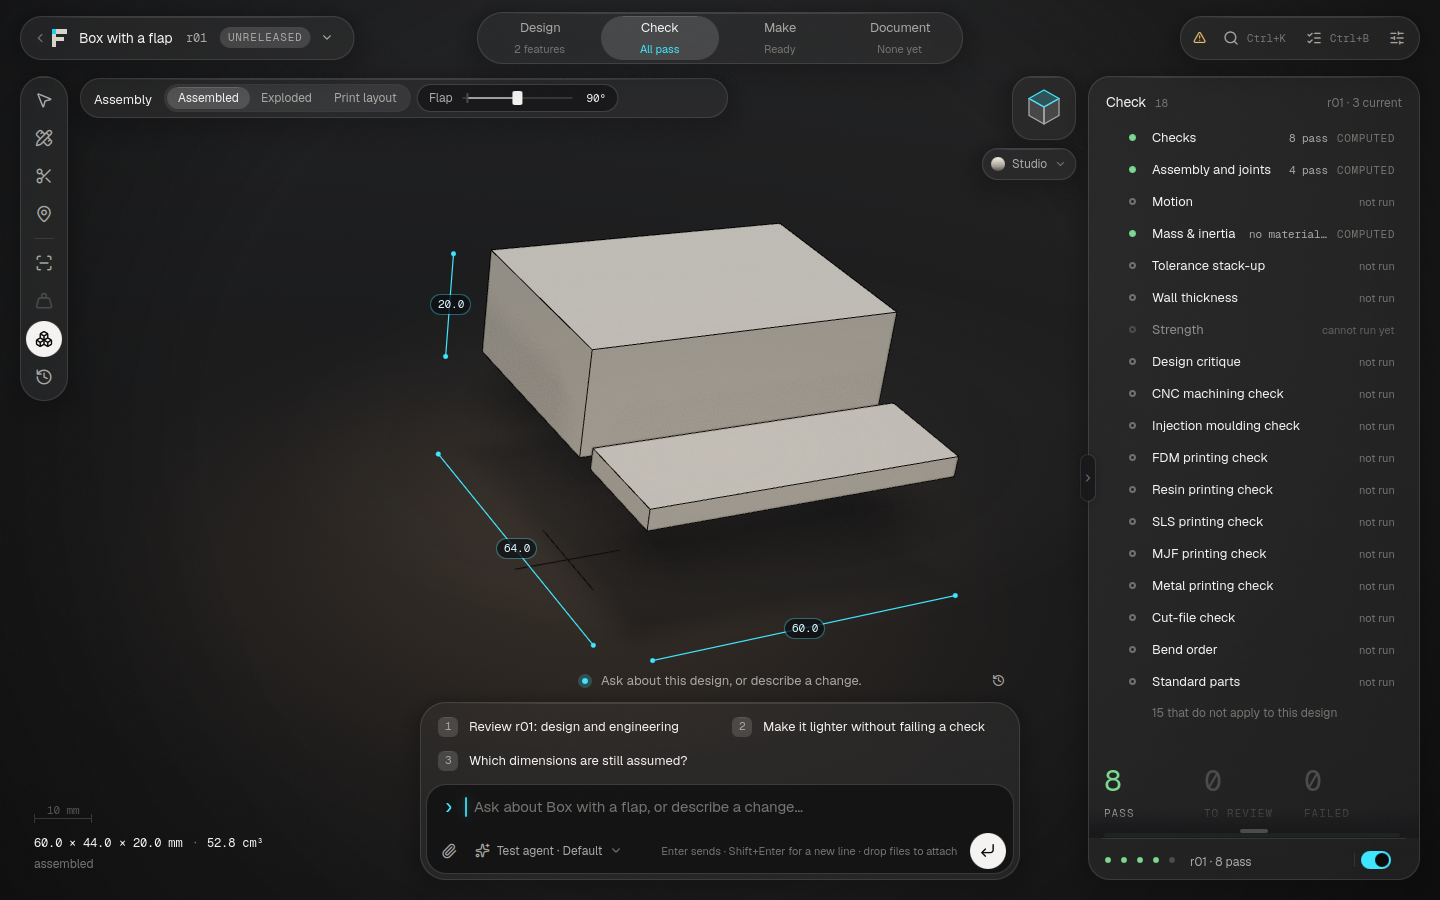 Box with a flap r01 UNRELEASED
Design
2 features
Check
All pass
Make
Ready
Document
None yet
Ctrl+K
Ctrl+B
Assembly Assembled Exploded Print layout Flap 90°
Studio
Check 18 r01 · 3 current
Checks 8 pass COMPUTED
Assembly and joints 4 pass COMPUTED
Motion not run
Mass & inertia no material… COMPUTED
Tolerance stack-up not run
Wall thickness not run
Strength cannot run yet
Design critique not run
CNC machining check not run
Injection moulding check not run
FDM printing check not run
Resin printing check not run
SLS printing check not run
MJF printing check not run
Metal printing check not run
Cut-file check not run
Bend order not run
Standard parts not run
15 that do not apply to this design
8 0 0
PASS TO REVIEW FAILED
r01 · 8 pass
20.0
64.0
60.0
Ask about this design, or describe a change.
1 Review r01: design and engineering
2 Make it lighter without failing a check
3 Which dimensions are still assumed?
Ask about Box with a flap, or describe a change…
Test agent · Default
Enter sends · Shift+Enter for a new line · drop files to attach
10 mm
60.0 × 44.0 × 20.0 mm · 52.8 cm³
assembled